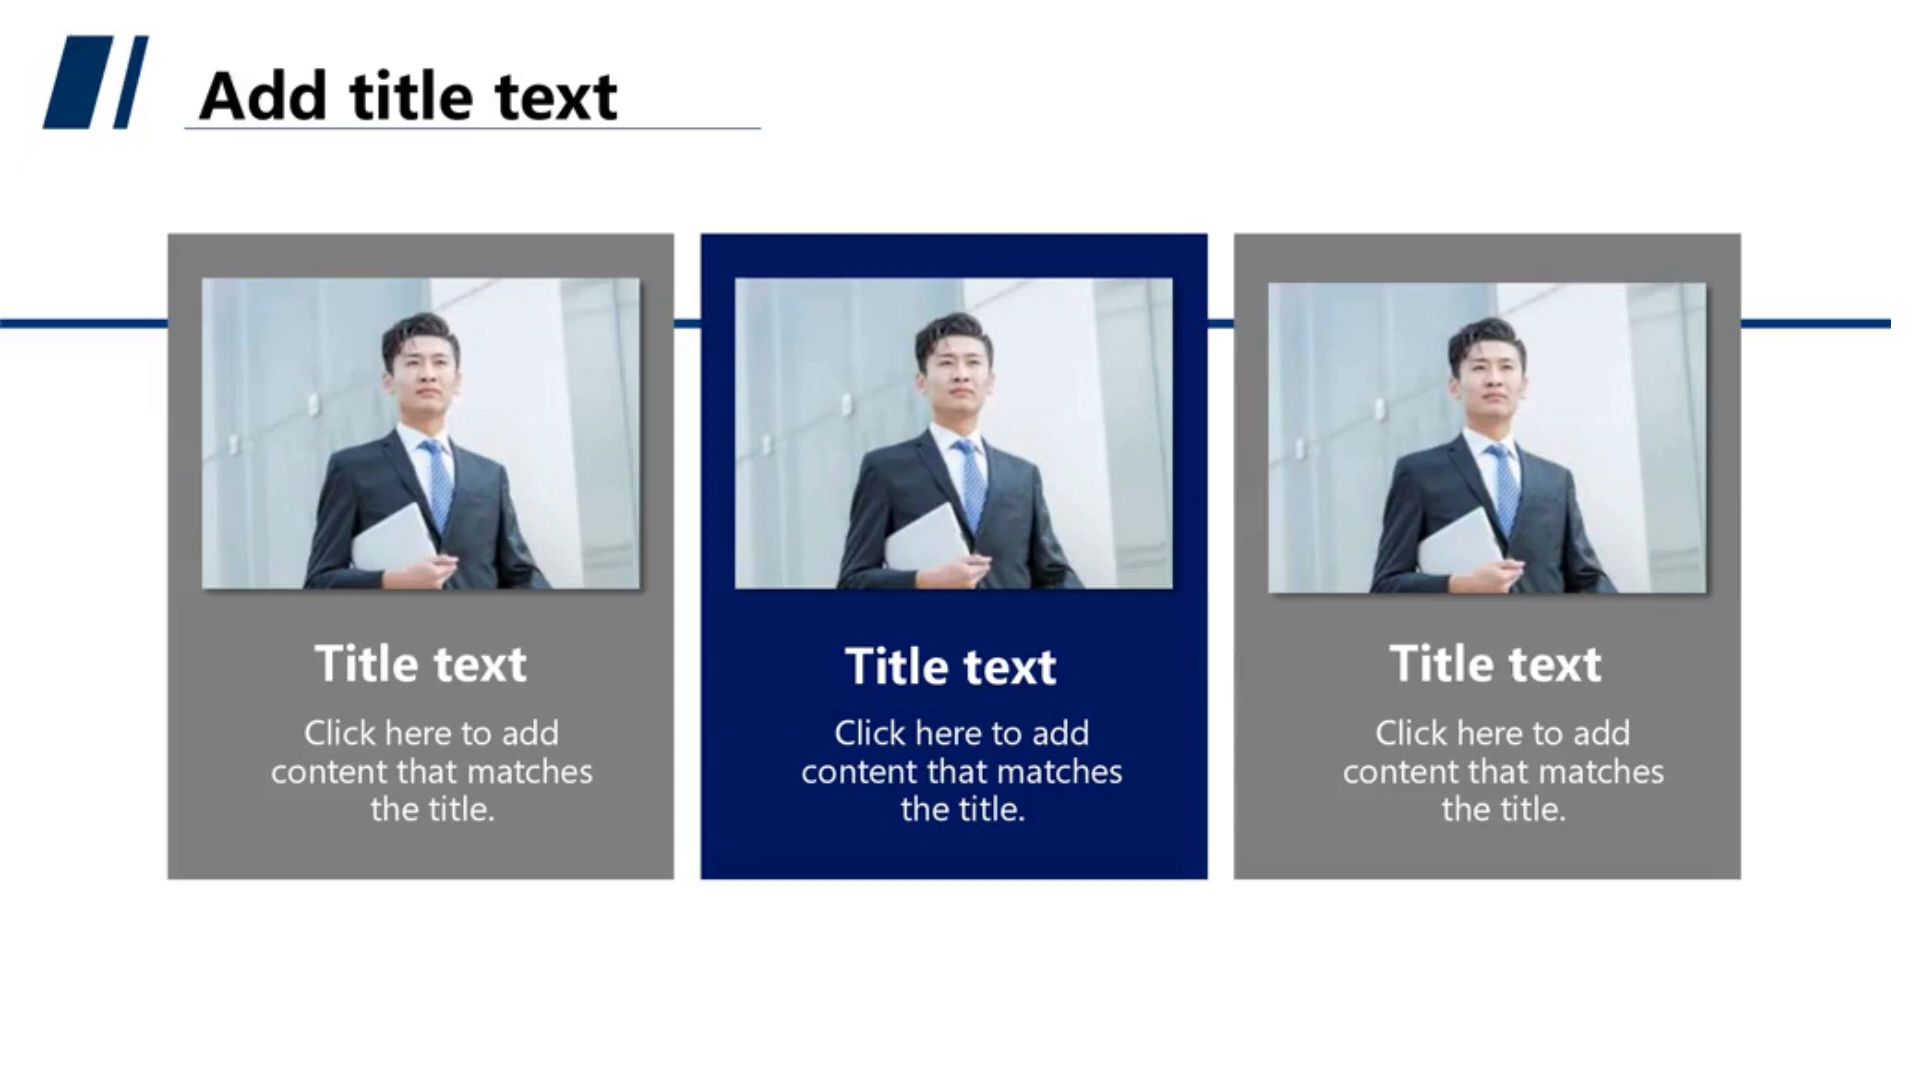 Add title text
Title text
Click here to add
content that matches
the title.
Title text
Click here to add
content that matches
the title.
Title text
Click here to add
content that matches
the title.